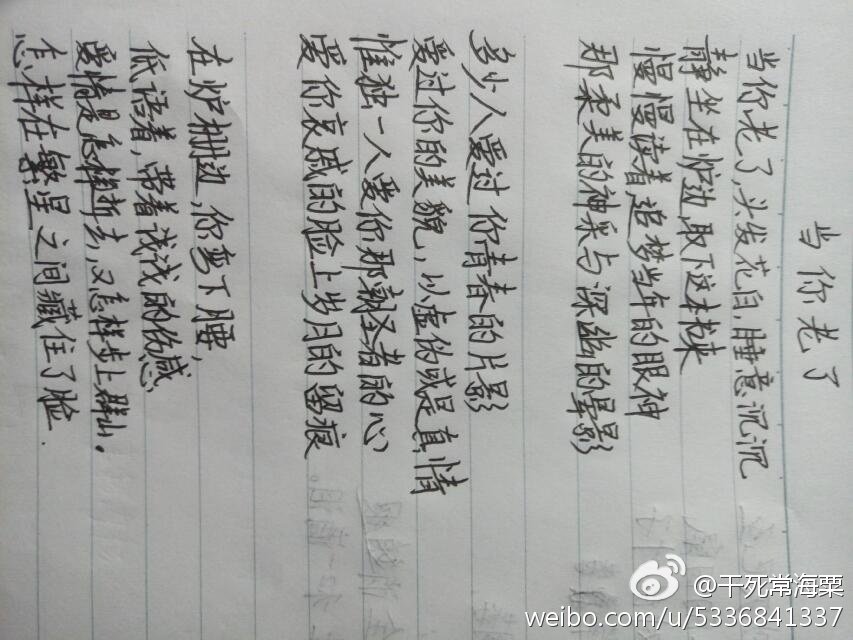 当你老了
当你老了,头发花白,睡意沉沉
静坐在炉边,取下这本书来
慢慢读着,追梦当年的眼神
那柔美的神采与深幽的晕影
多少人爱过你青春的片影
爱过你的美貌,以虚伪或是真情
惟独一人爱你那朝圣者的心
爱你哀戚的脸上岁月的留痕
在炉栅边,你弯下腰,
低语着,带着浅浅的伤感
爱情是怎样逝去,又怎样步上群山。
怎样在繁星之间藏住了脸.
@干死常海粟
weibo.com/u/5336841337